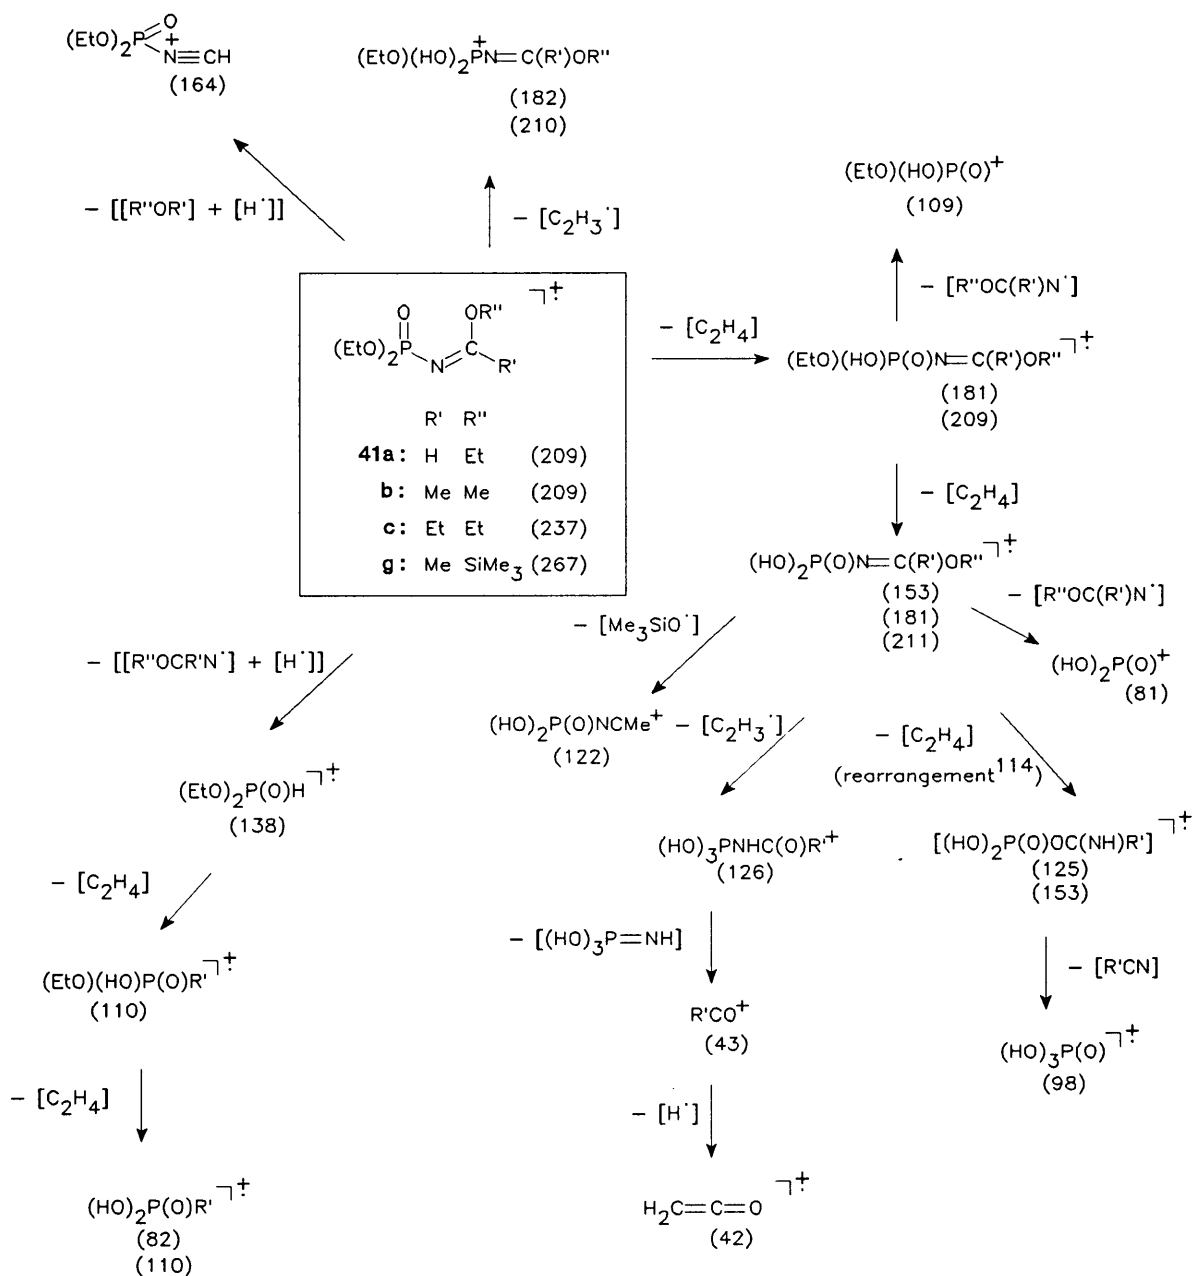 (EtO)₂P(O)N⁺≡CH
(164)
(EtO)(HO)₂P⁺N=C(R')OR''
(182)
(210)
− [[R''OR'] + [H˙]]
− [C₂H₃˙]
(EtO)(HO)P(O)⁺
(109)
− [R''OC(R')N˙]
(EtO)₂P(O)N=C(OR'')R' ┐⁺˙
R' R''
41a: H Et (209)
b: Me Me (209)
c: Et Et (237)
g: Me SiMe₃ (267)
− [C₂H₄]
(EtO)(HO)P(O)N=C(R')OR'' ┐⁺˙
(181)
(209)
− [C₂H₄]
(HO)₂P(O)N=C(R')OR'' ┐⁺˙
(153)
(181)
(211)
− [R''OC(R')N˙]
(HO)₂P(O)⁺
(81)
− [Me₃SiO˙]
(HO)₂P(O)NCMe⁺
(122)
− [[R''OCR'N˙] + [H˙]]
(EtO)₂P(O)H ┐⁺˙
(138)
− [C₂H₄]
(EtO)(HO)P(O)R' ┐⁺˙
(110)
− [C₂H₄]
(HO)₂P(O)R' ┐⁺˙
(82)
(110)
− [C₂H₃˙]
(HO)₃PNHC(O)R'⁺
(126)
− [(HO)₃P=NH]
R'CO⁺
(43)
− [H˙]
H₂C=C=O ┐⁺˙
(42)
− [C₂H₄]
(rearrangement¹¹⁴)
[(HO)₂P(O)OC(NH)R'] ┐⁺˙
(125)
(153)
− [R'CN]
(HO)₃P(O) ┐⁺˙
(98)